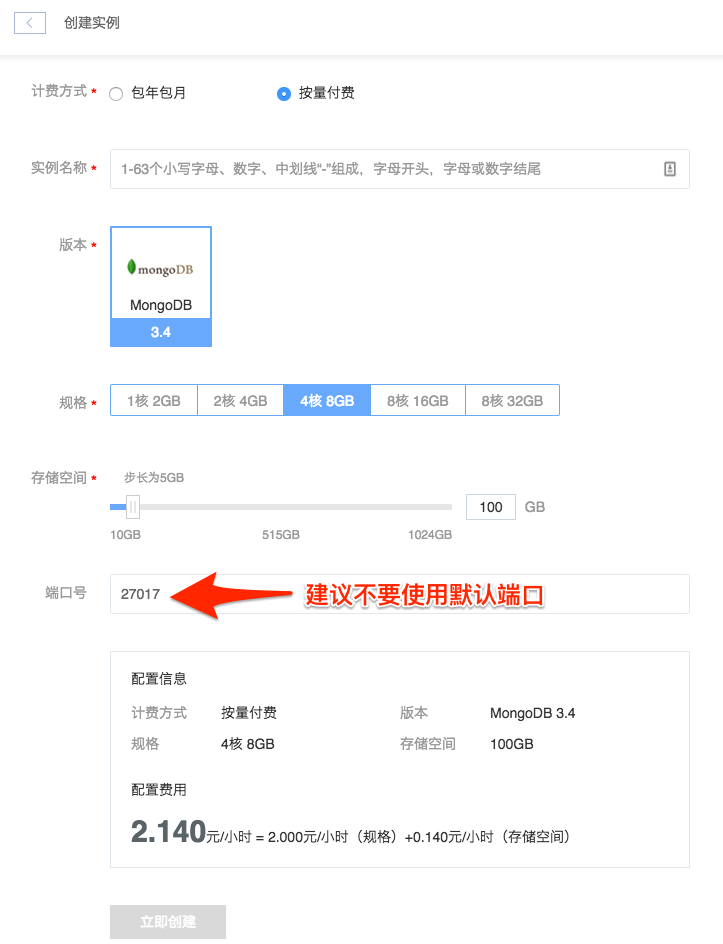 创建实例
计费方式* 包年包月 按量付费
实例名称* 1-63个小写字母、数字、中划线“-”组成，字母开头，字母或数字结尾
版本*
mongoDB
MongoDB
3.4
规格* 1核 2GB 2核 4GB 4核 8GB 8核 16GB 8核 32GB
存储空间* 步长为5GB
100 GB
10GB 515GB 1024GB
端口号 27017 建议不要使用默认端口
配置信息
计费方式 按量付费 版本 MongoDB 3.4
规格 4核 8GB 存储空间 100GB
配置费用
2.140元/小时 = 2.000元/小时（规格）+0.140元/小时（存储空间）
立即创建